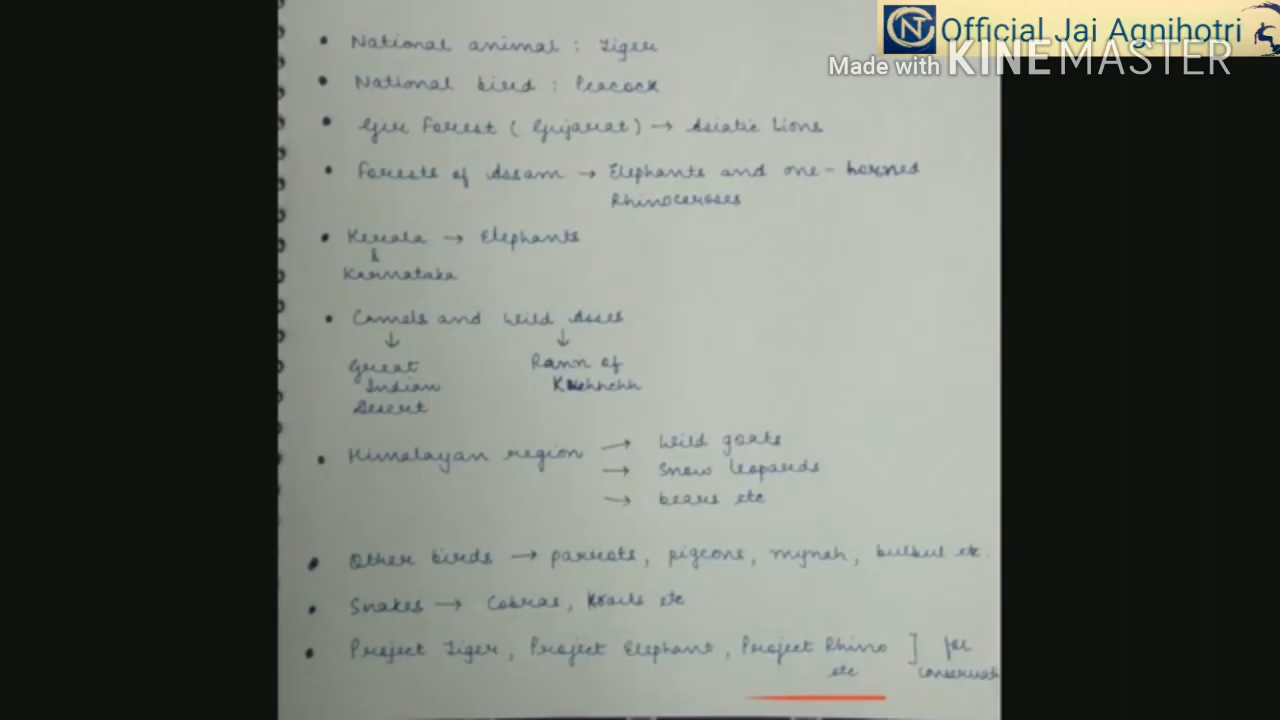 Official Jai Agnihotri
Made with KINEMASTER
• National animal : Tiger
• National bird : Peacock
• Gir Forest ( Gujarat ) → Asiatic Lions
• Forests of Assam → Elephants and one-horned
Rhinoceroses
• Kerala → Elephants
&
Karnataka
• Camels and Wild Asses
↓ ↓
Great Rann of
Indian Kuchhchh
Desert
• Himalayan region → Wild goats
→ Snow leopards
→ bears etc
• Other birds → parrots, pigeons, mynah, bulbul etc.
• Snakes → Cobras, Kraits etc
• Project Tiger, Project Elephant, Project Rhino ] for
etc conservati